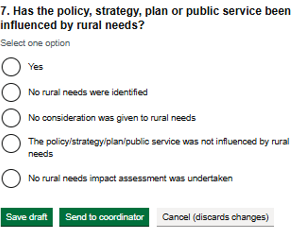 7. Has the policy, strategy, plan or public service been
influenced by rural needs?
Select one option
Yes
No rural needs were identified
No consideration was given to rural needs
The policy/strategy/plan/public service was not influenced by rural
needs
No rural needs impact assessment was undertaken
Save draft Send to coordinator Cancel (discards changes)